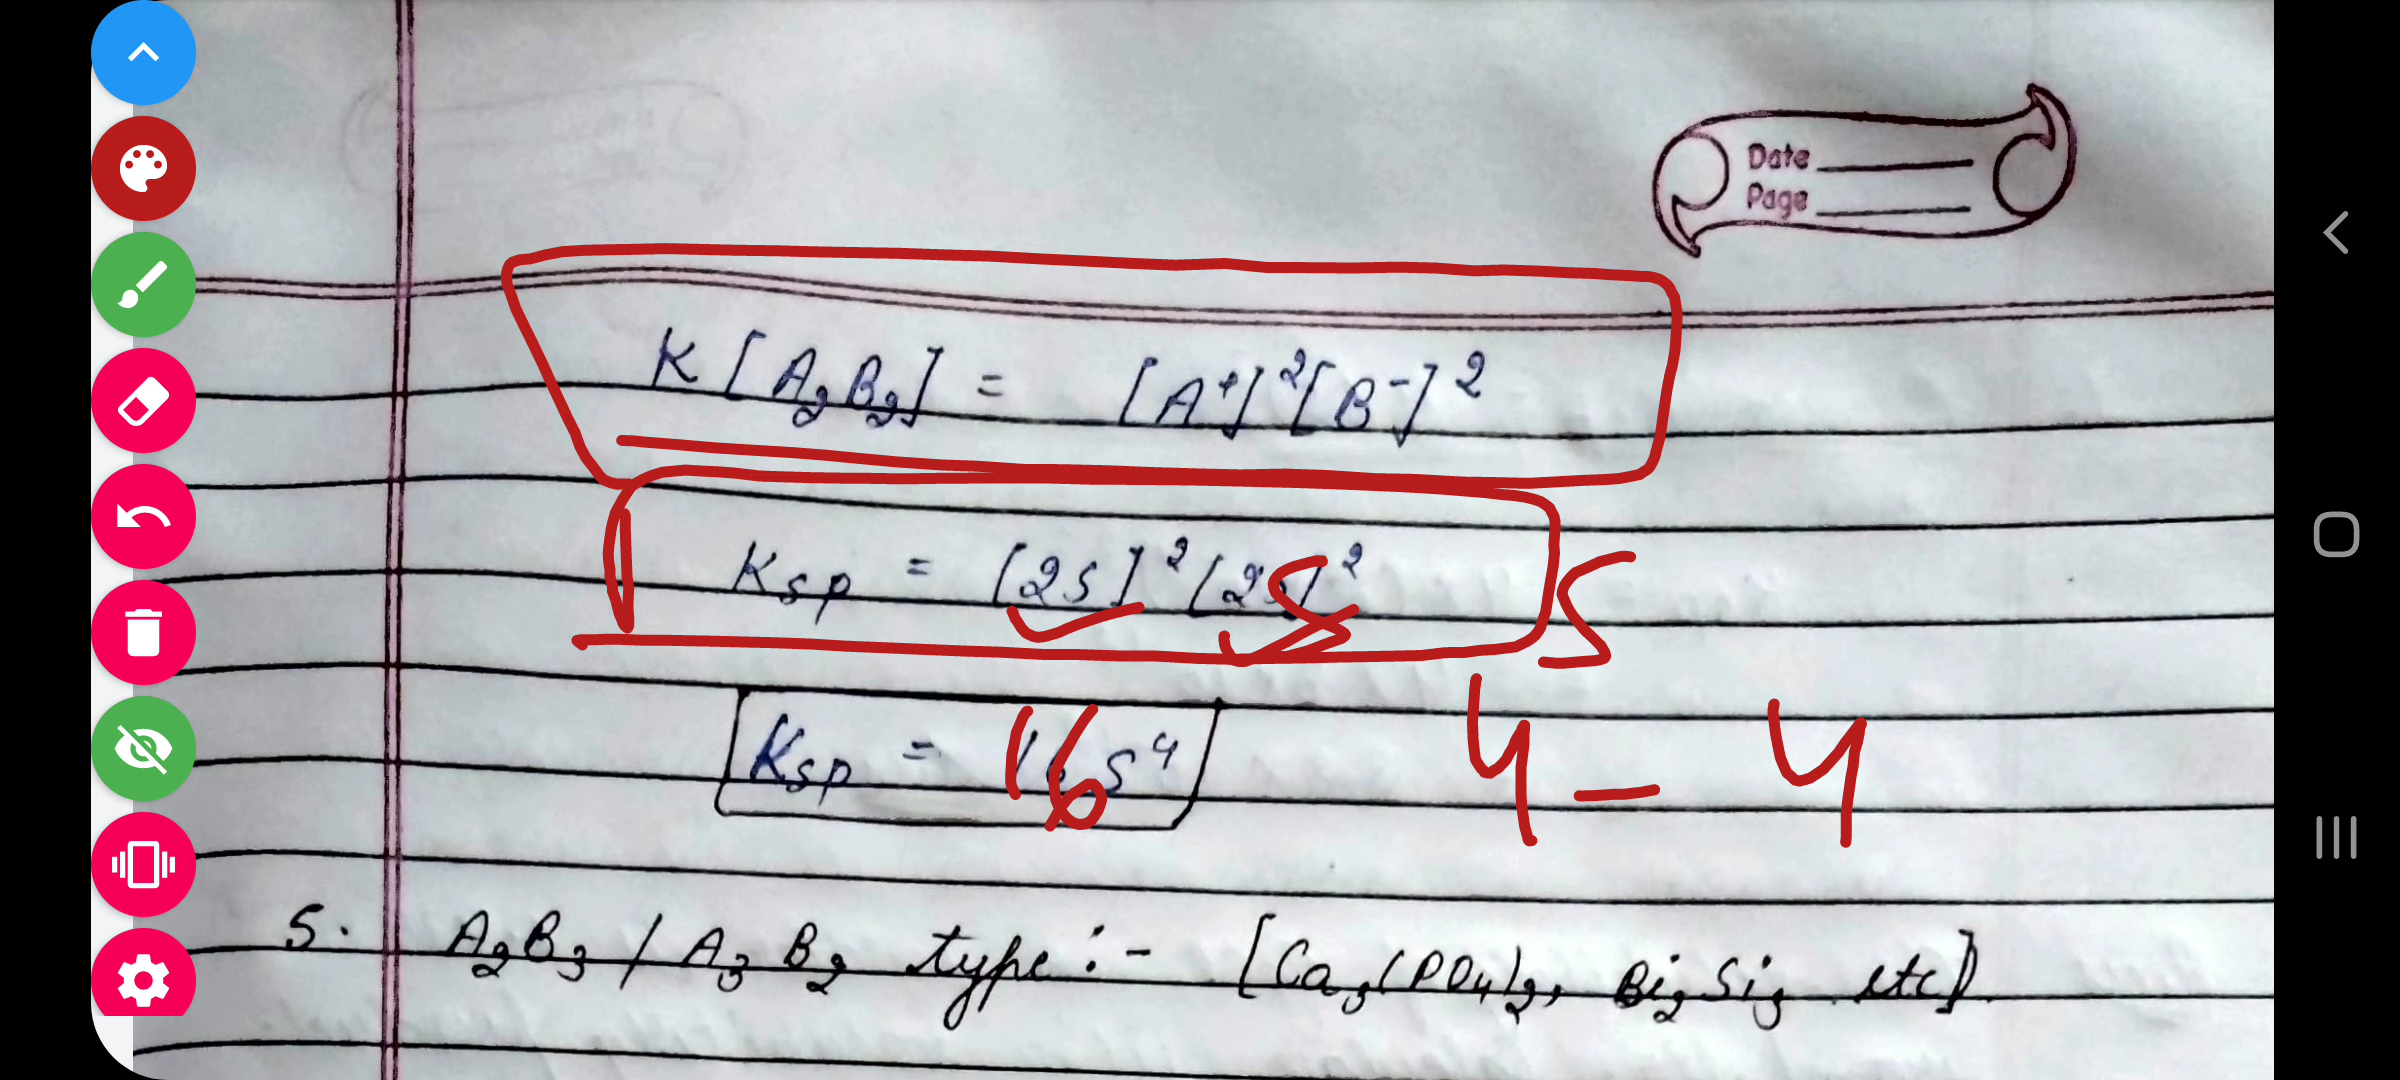 Date
Page
K [A₂B₂] = [A⁺]²[B⁻]²
Ksp = [2s]²[2s]² S
Ksp = 16s⁴ 4 - 4
5. A₂B₃ / A₃B₂ type :- [Ca₃(PO₄)₂, Bi₂Si₃ etc]